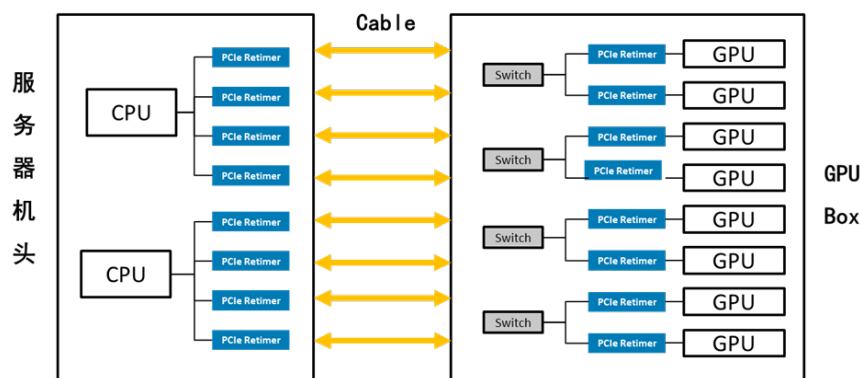 Cable
服务器机头
CPU
PCIe Retimer
PCIe Retimer
PCIe Retimer
PCIe Retimer
CPU
PCIe Retimer
PCIe Retimer
PCIe Retimer
PCIe Retimer
Switch
PCIe Retimer
GPU
PCIe Retimer
GPU
Switch
PCIe Retimer
GPU
PCIe Retimer
GPU
Switch
PCIe Retimer
GPU
PCIe Retimer
GPU
Switch
PCIe Retimer
GPU
PCIe Retimer
GPU
GPU
Box